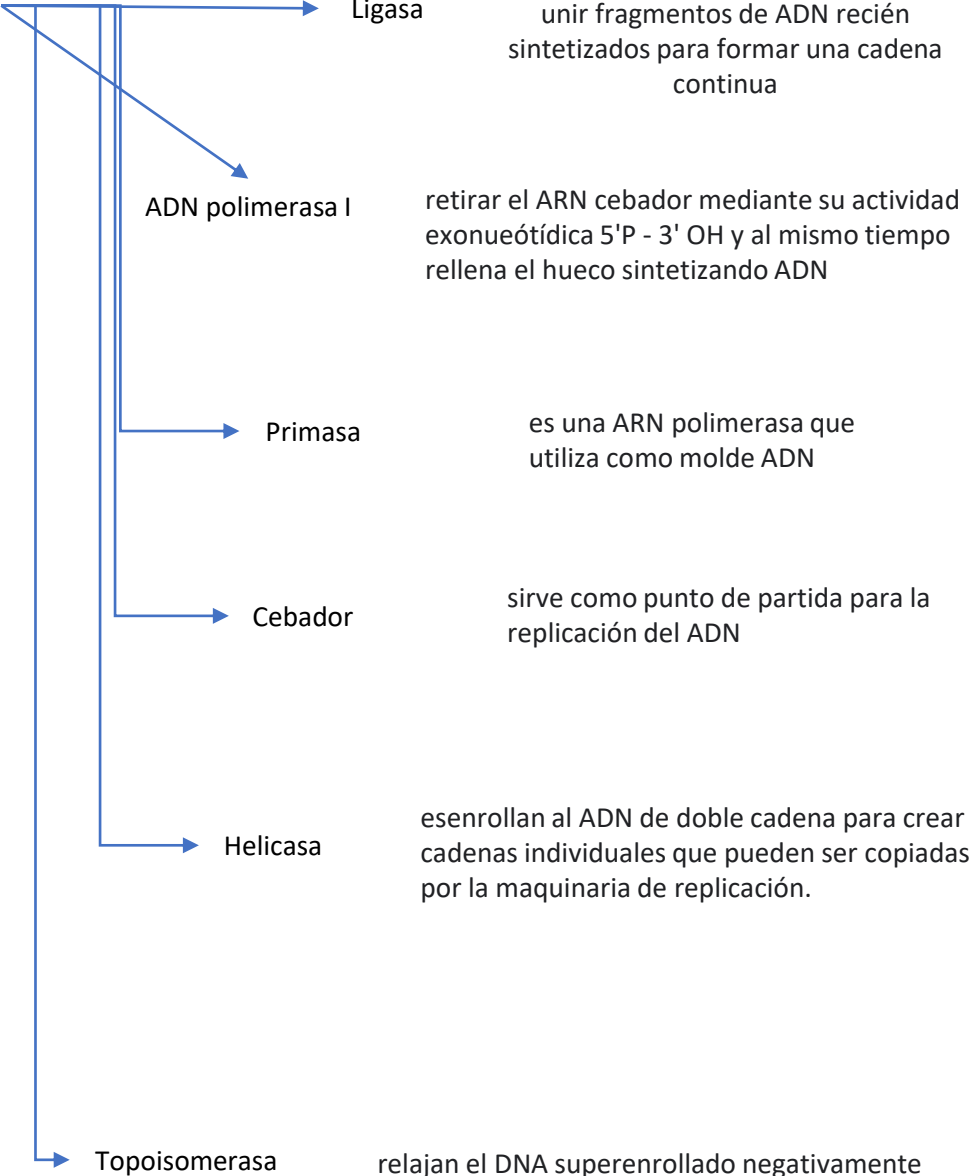 Ligasa
unir fragmentos de ADN recién
sintetizados para formar una cadena
continua
ADN polimerasa I
retirar el ARN cebador mediante su actividad
exonueótídica 5'P - 3' OH y al mismo tiempo
rellena el hueco sintetizando ADN
Primasa
es una ARN polimerasa que
utiliza como molde ADN
Cebador
sirve como punto de partida para la
replicación del ADN
Helicasa
esenrollan al ADN de doble cadena para crear
cadenas individuales que pueden ser copiadas
por la maquinaria de replicación.
Topoisomerasa
relajan el DNA superenrollado negativamente